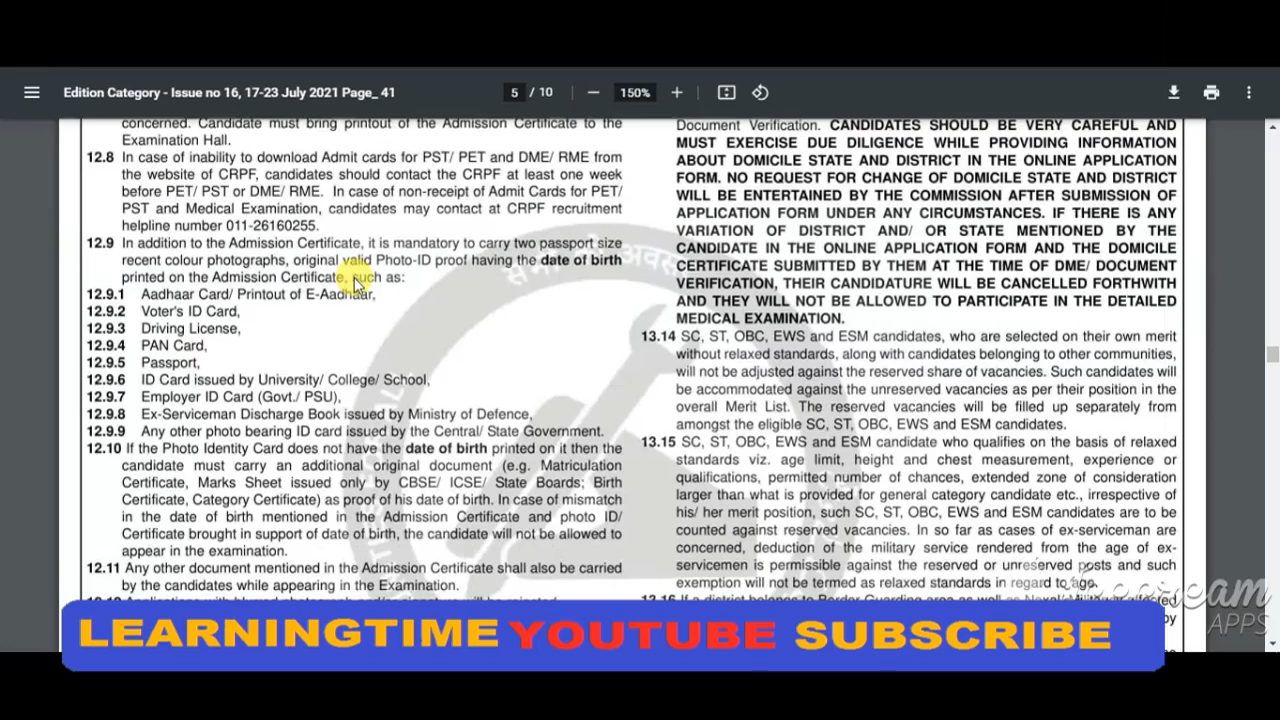 Edition Category - Issue no 16, 17-23 July 2021 Page_ 41
5 / 10
150%
concerned. Candidate must bring printout of the Admission Certificate to the
Examination Hall.
12.8 In case of inability to download Admit cards for PST/ PET and DME/ RME from
the website of CRPF, candidates should contact the CRPF at least one week
before PET/ PST or DME/ RME. In case of non-receipt of Admit Cards for PET/
PST and Medical Examination, candidates may contact at CRPF recruitment
helpline number 011-26160255.
12.9 In addition to the Admission Certificate, it is mandatory to carry two passport size
recent colour photographs, original valid Photo-ID proof having the date of birth
printed on the Admission Certificate, such as:
12.9.1 Aadhaar Card/ Printout of E-Aadhaar,
12.9.2 Voter's ID Card,
12.9.3 Driving License,
12.9.4 PAN Card,
12.9.5 Passport,
12.9.6 ID Card issued by University/ College/ School,
12.9.7 Employer ID Card (Govt./ PSU),
12.9.8 Ex-Serviceman Discharge Book issued by Ministry of Defence,
12.9.9 Any other photo bearing ID card issued by the Central/ State Government.
12.10 If the Photo Identity Card does not have the date of birth printed on it then the
candidate must carry an additional original document (e.g. Matriculation
Certificate, Marks Sheet issued only by CBSE/ ICSE/ State Boards; Birth
Certificate, Category Certificate) as proof of his date of birth. In case of mismatch
in the date of birth mentioned in the Admission Certificate and photo ID/
Certificate brought in support of date of birth, the candidate will not be allowed to
appear in the examination.
12.11 Any other document mentioned in the Admission Certificate shall also be carried
by the candidates while appearing in the Examination.
Document Verification. CANDIDATES SHOULD BE VERY CAREFUL AND
MUST EXERCISE DUE DILIGENCE WHILE PROVIDING INFORMATION
ABOUT DOMICILE STATE AND DISTRICT IN THE ONLINE APPLICATION
FORM. NO REQUEST FOR CHANGE OF DOMICILE STATE AND DISTRICT
WILL BE ENTERTAINED BY THE COMMISSION AFTER SUBMISSION OF
APPLICATION FORM UNDER ANY CIRCUMSTANCES. IF THERE IS ANY
VARIATION OF DISTRICT AND/ OR STATE MENTIONED BY THE
CANDIDATE IN THE ONLINE APPLICATION FORM AND THE DOMICILE
CERTIFICATE SUBMITTED BY THEM AT THE TIME OF DME/ DOCUMENT
VERIFICATION, THEIR CANDIDATURE WILL BE CANCELLED FORTHWITH
AND THEY WILL NOT BE ALLOWED TO PARTICIPATE IN THE DETAILED
MEDICAL EXAMINATION.
13.14 SC, ST, OBC, EWS and ESM candidates, who are selected on their own merit
without relaxed standards, along with candidates belonging to other communities,
will not be adjusted against the reserved share of vacancies. Such candidates will
be accommodated against the unreserved vacancies as per their position in the
overall Merit List. The reserved vacancies will be filled up separately from
amongst the eligible SC, ST, OBC, EWS and ESM candidates.
13.15 SC, ST, OBC, EWS and ESM candidate who qualifies on the basis of relaxed
standards viz. age limit, height and chest measurement, experience or
qualifications, permitted number of chances, extended zone of consideration
larger than what is provided for general category candidate etc., irrespective of
his/ her merit position, such SC, ST, OBC, EWS and ESM candidates are to be
counted against reserved vacancies. In so far as cases of ex-serviceman are
concerned, deduction of the military service rendered from the age of ex-
servicemen is permissible against the reserved or unreserved posts and such
exemption will not be termed as relaxed standards in regard to age.
APPS
LEARNINGTIME YOUTUBE SUBSCRIBE